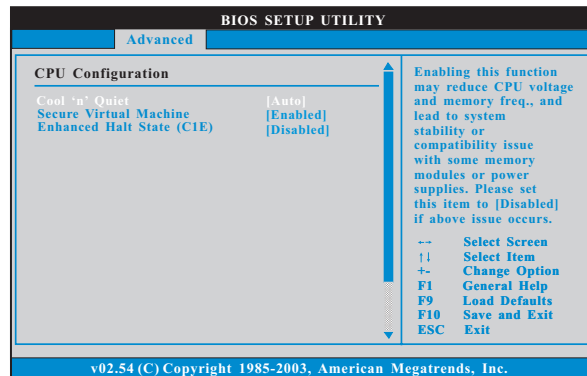 BIOS SETUP UTILITY
Advanced
CPU Configuration
Cool ‘n’ Quiet [Auto]
Secure Virtual Machine [Enabled]
Enhanced Halt State (C1E) [Disabled]
Enabling this function
may reduce CPU voltage
and memory freq., and
lead to system
stability or
compatibility issue
with some memory
modules or power
supplies. Please set
this item to [Disabled]
if above issue occurs.
←→ Select Screen
↑↓ Select Item
+- Change Option
F1 General Help
F9 Load Defaults
F10 Save and Exit
ESC Exit
v02.54 (C) Copyright 1985-2003, American Megatrends, Inc.